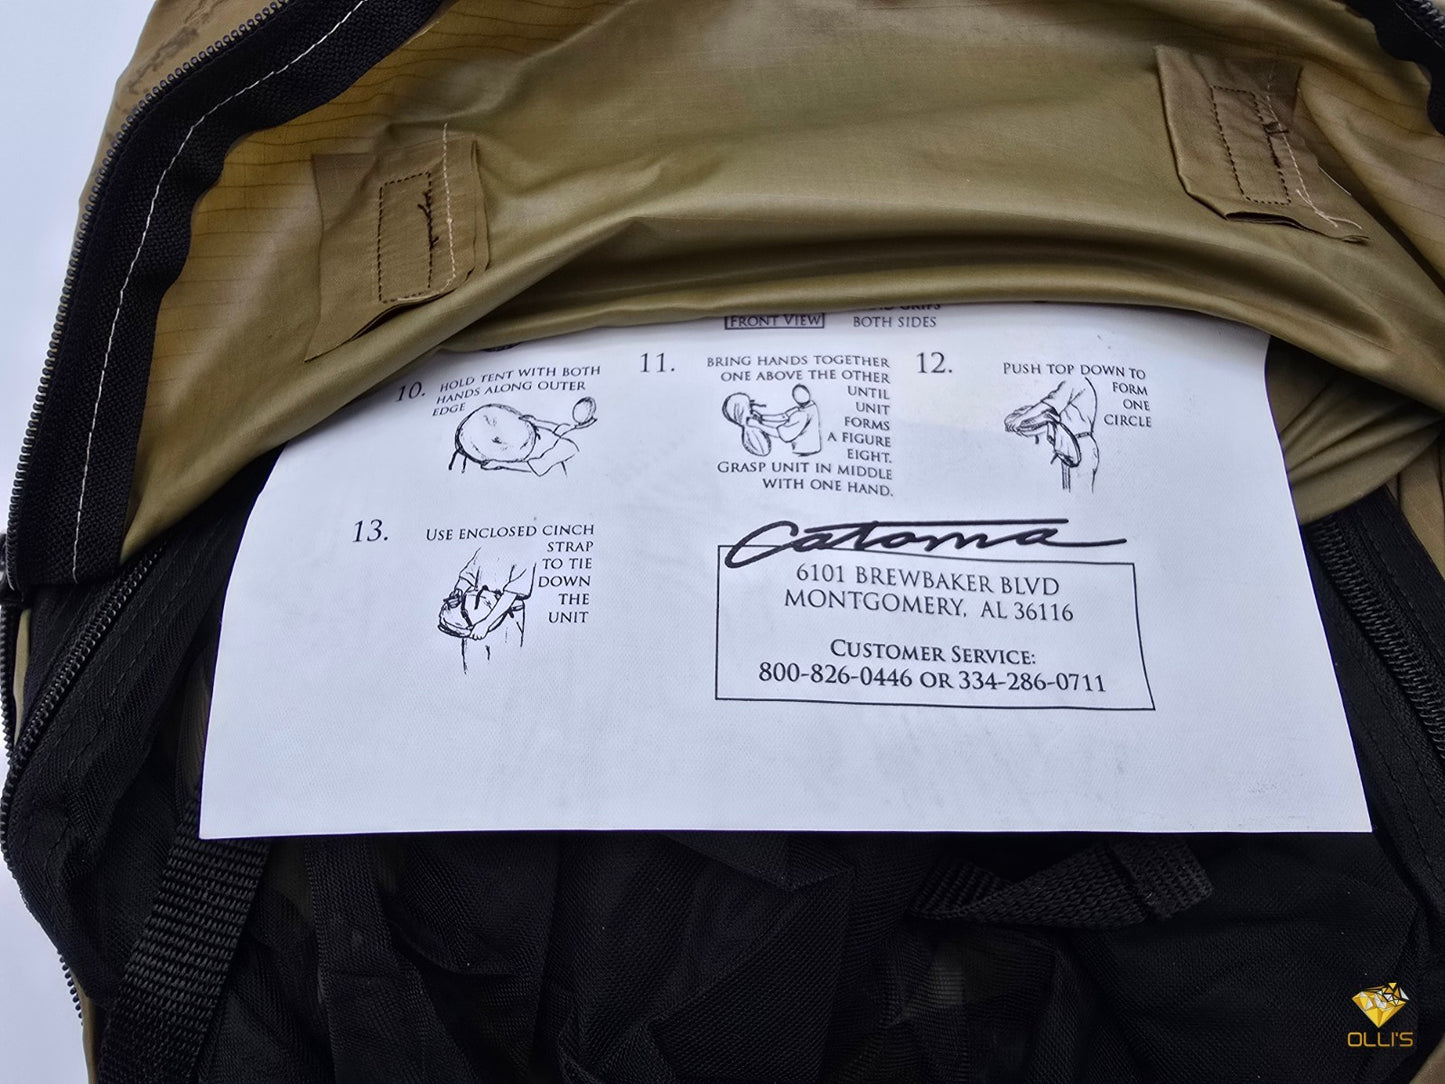 FRONT VIEW
BOTH SIDES
10. HOLD TENT WITH BOTH
HANDS ALONG OUTER
EDGE
11. BRING HANDS TOGETHER
ONE ABOVE THE OTHER
UNTIL
UNIT
FORMS
A FIGURE
EIGHT.
GRASP UNIT IN MIDDLE
WITH ONE HAND.
12. PUSH TOP DOWN TO
FORM
ONE
CIRCLE
13. USE ENCLOSED CINCH
STRAP
TO TIE
DOWN
THE
UNIT
Catoma
6101 BREWBAKER BLVD
MONTGOMERY, AL 36116
CUSTOMER SERVICE:
800-826-0446 OR 334-286-0711
OLLI'S